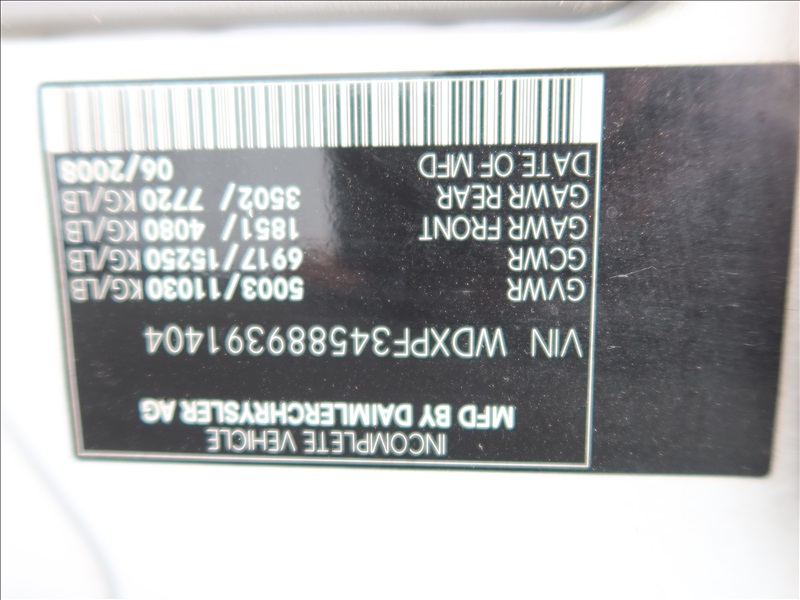 INCOMPLETE VEHICLE
MFD BY DAIMLERCHRYSLER AG
VIN WDXPF345889391404
GVWR 5003/11030 KG/LB
GCWR 6917/15250 KG/LB
GAWR FRONT 1851/ 4080 KG/LB
GAWR REAR 3502/ 7720 KG/LB
DATE OF MFD 06/2008